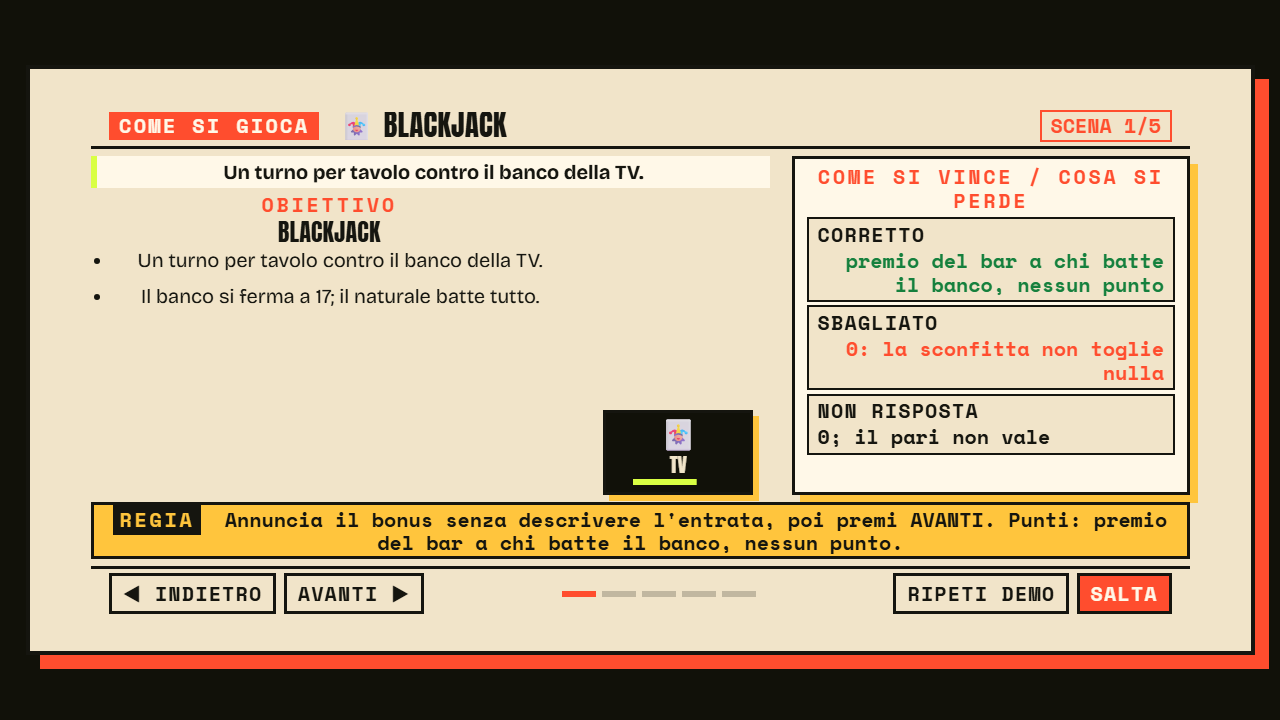 COME SI GIOCA
BLACKJACK
SCENA 1/5
Un turno per tavolo contro il banco della TV.
OBIETTIVO
BLACKJACK
• Un turno per tavolo contro il banco della TV.
• Il banco si ferma a 17; il naturale batte tutto.
TV
COME SI VINCE / COSA SI
PERDE
CORRETTO
premio del bar a chi batte
il banco, nessun punto
SBAGLIATO
0: la sconfitta non toglie
nulla
NON RISPOSTA
0; il pari non vale
REGIA
Annuncia il bonus senza descrivere l'entrata, poi premi AVANTI. Punti: premio
del bar a chi batte il banco, nessun punto.
◀ INDIETRO
AVANTI ▶
RIPETI DEMO
SALTA